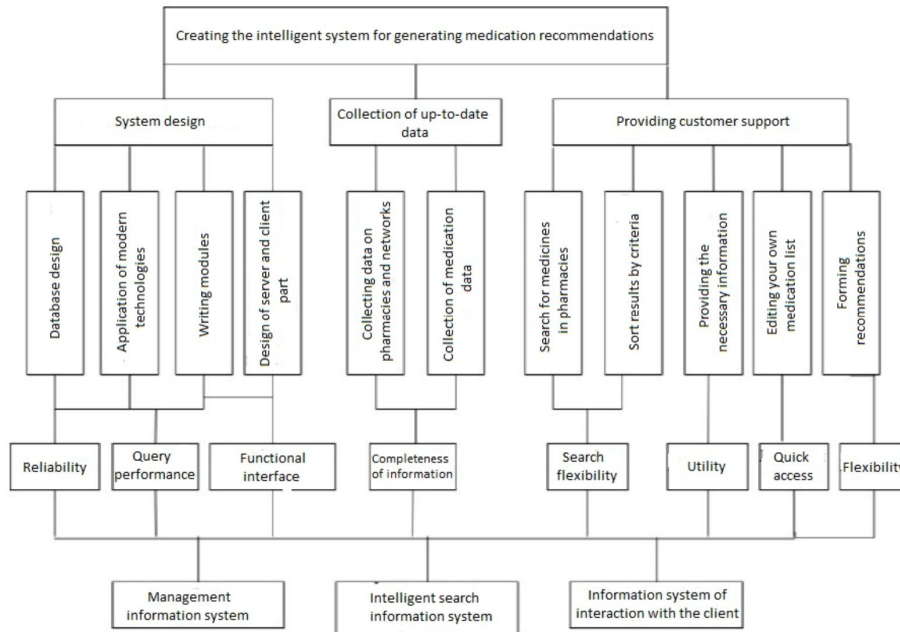 Creating the intelligent system for generating medication recommendations
System design
Collection of up-to-date
data
Providing customer support
Database design
Application of modern
technologies
Writing modules
Design of server and client
part
Collecting data on
pharmacies and networks
Collection of medication
data
Search for medicines
in pharmacies
Sort results by criteria
Providing the
necessary information
Editing your own
medication list
Forming
recommendations
Reliability
Query
performance
Functional
interface
Completeness
of information
Search
flexibility
Utility
Quick
access
Flexibility
Management
information system
Intelligent search
information system
Information system of
interaction with the client